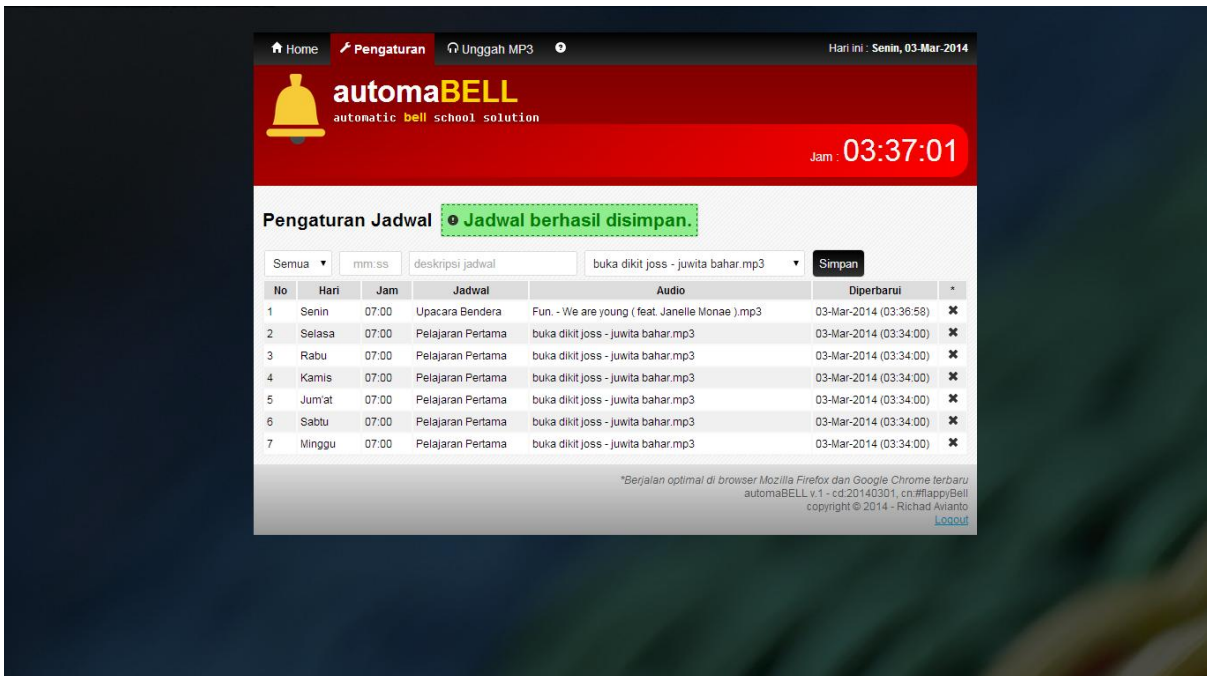 Home Pengaturan Unggah MP3 Hari ini : Senin, 03-Mar-2014
automaBELL
automatic bell school solution
Jam : 03:37:01
Pengaturan Jadwal Jadwal berhasil disimpan.
Semua mm:ss deskripsi jadwal buka dikit joss - juwita bahar.mp3 Simpan
No Hari Jam Jadwal Audio Diperbarui *
1 Senin 07:00 Upacara Bendera Fun. - We are young ( feat. Janelle Monae ).mp3 03-Mar-2014 (03:36:58)
2 Selasa 07:00 Pelajaran Pertama buka dikit joss - juwita bahar.mp3 03-Mar-2014 (03:34:00)
3 Rabu 07:00 Pelajaran Pertama buka dikit joss - juwita bahar.mp3 03-Mar-2014 (03:34:00)
4 Kamis 07:00 Pelajaran Pertama buka dikit joss - juwita bahar.mp3 03-Mar-2014 (03:34:00)
5 Jum'at 07:00 Pelajaran Pertama buka dikit joss - juwita bahar.mp3 03-Mar-2014 (03:34:00)
6 Sabtu 07:00 Pelajaran Pertama buka dikit joss - juwita bahar.mp3 03-Mar-2014 (03:34:00)
7 Minggu 07:00 Pelajaran Pertama buka dikit joss - juwita bahar.mp3 03-Mar-2014 (03:34:00)
*Berjalan optimal di browser Mozilla Firefox dan Google Chrome terbaru
automaBELL v.1 - cd:20140301, cn:#flappyBell
copyright © 2014 - Richad Avianto
Logout